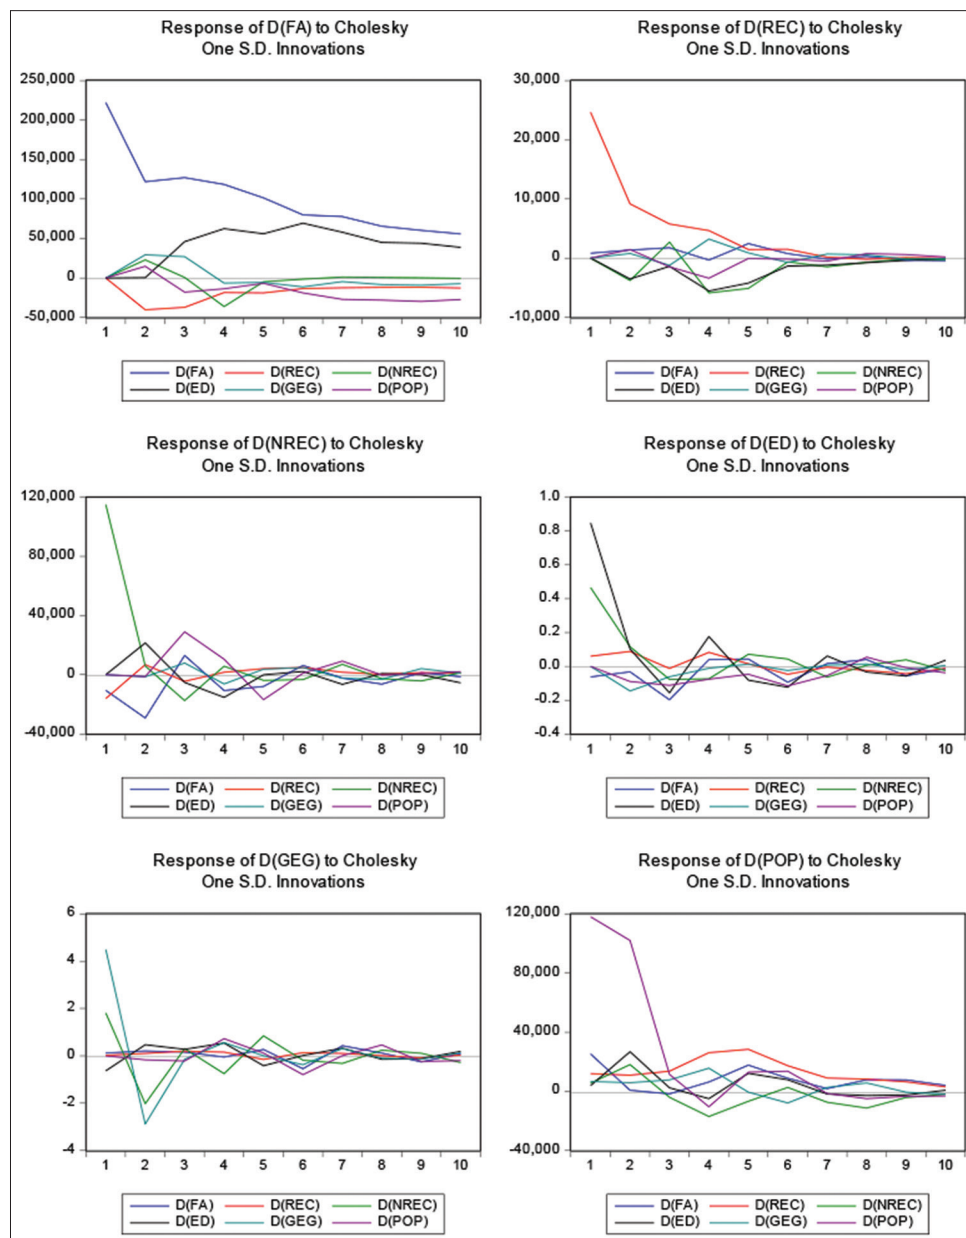 Response of D(FA) to Cholesky
One S.D. Innovations
250,000
200,000
150,000
100,000
50,000
0
-50,000
1 2 3 4 5 6 7 8 9 10
D(FA) D(REC) D(NREC)
D(ED) D(GEG) D(POP)
Response of D(REC) to Cholesky
One S.D. Innovations
30,000
20,000
10,000
0
-10,000
1 2 3 4 5 6 7 8 9 10
D(FA) D(REC) D(NREC)
D(ED) D(GEG) D(POP)
Response of D(NREC) to Cholesky
One S.D. Innovations
120,000
80,000
40,000
0
-40,000
1 2 3 4 5 6 7 8 9 10
D(FA) D(REC) D(NREC)
D(ED) D(GEG) D(POP)
Response of D(ED) to Cholesky
One S.D. Innovations
1.0
0.8
0.6
0.4
0.2
0.0
-0.2
-0.4
1 2 3 4 5 6 7 8 9 10
D(FA) D(REC) D(NREC)
D(ED) D(GEG) D(POP)
Response of D(GEG) to Cholesky
One S.D. Innovations
6
4
2
0
-2
-4
1 2 3 4 5 6 7 8 9 10
D(FA) D(REC) D(NREC)
D(ED) D(GEG) D(POP)
Response of D(POP) to Cholesky
One S.D. Innovations
120,000
80,000
40,000
0
-40,000
1 2 3 4 5 6 7 8 9 10
D(FA) D(REC) D(NREC)
D(ED) D(GEG) D(POP)